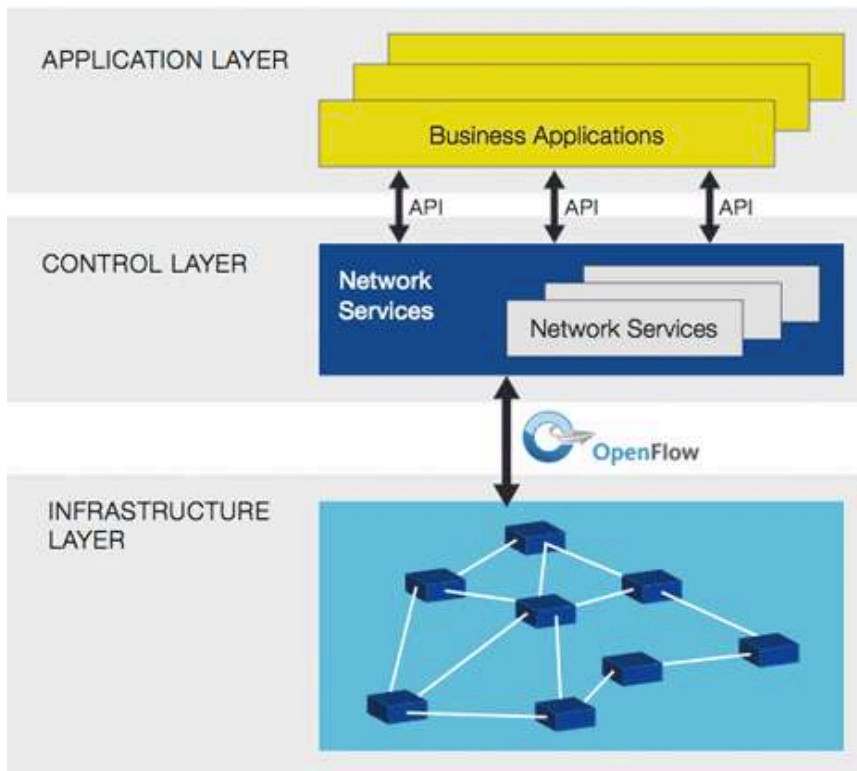 APPLICATION LAYER
Business Applications
API
API
API
CONTROL LAYER
Network
Services
Network Services
OpenFlow
INFRASTRUCTURE
LAYER